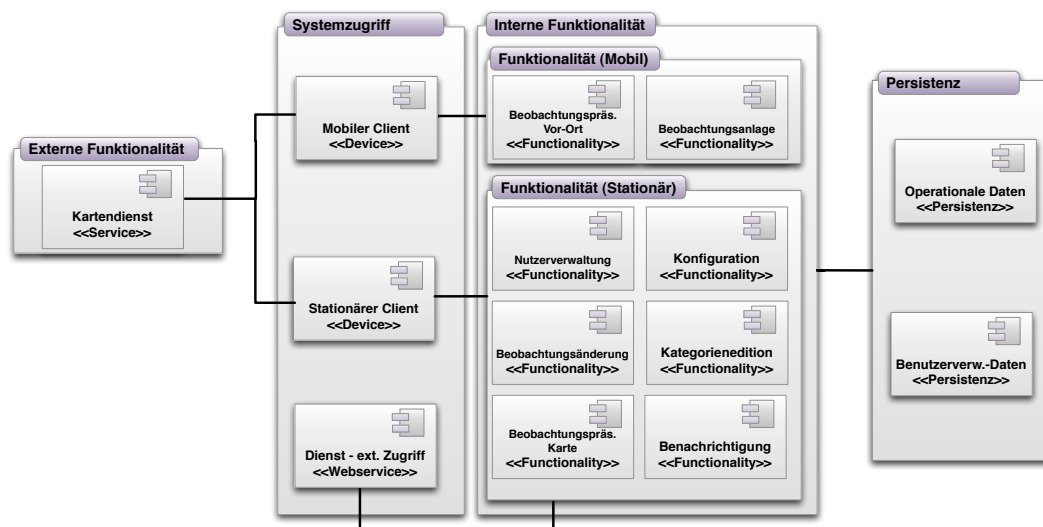 Externe Funktionalität
Kartendienst
<<Service>>
Systemzugriff
Mobiler Client
<<Device>>
Stationärer Client
<<Device>>
Dienst - ext. Zugriff
<<Webservice>>
Interne Funktionalität
Funktionalität (Mobil)
Beobachtungspräs.
Vor-Ort
<<Functionality>>
Beobachtungsanlage
<<Functionality>>
Funktionalität (Stationär)
Nutzerverwaltung
<<Functionality>>
Konfiguration
<<Functionality>>
Beobachtungsänderung
<<Functionality>>
Kategorienedition
<<Functionality>>
Beobachtungspräs.
Karte
<<Functionality>>
Benachrichtigung
<<Functionality>>
Persistenz
Operationale Daten
<<Persistenz>>
Benutzerverw.-Daten
<<Persistenz>>